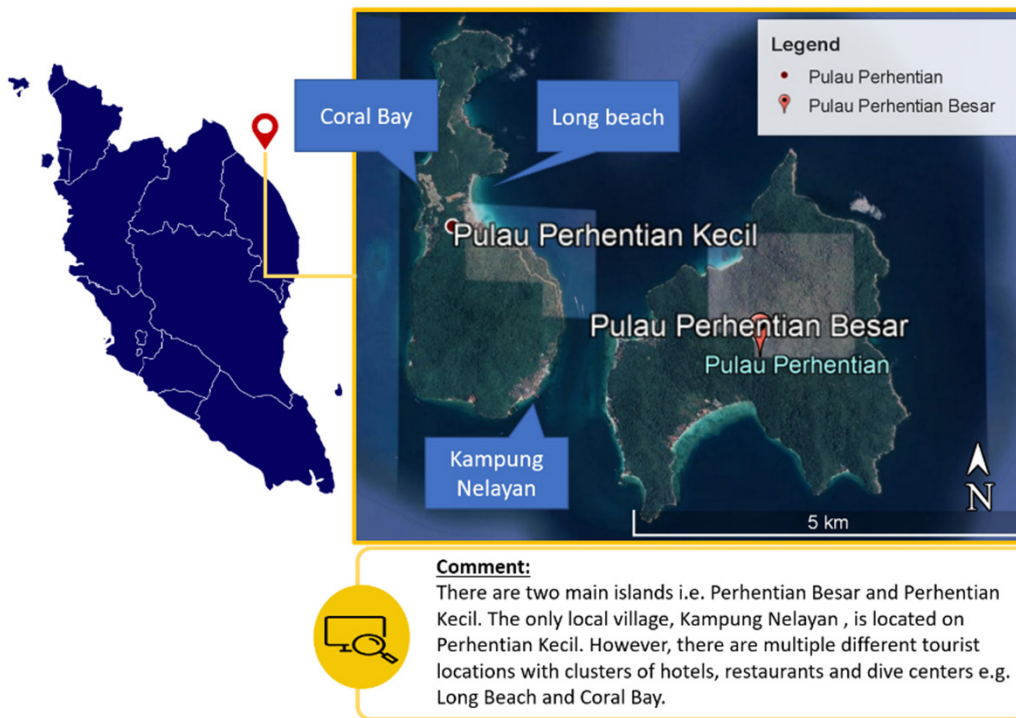 Legend
Pulau Perhentian
Pulau Perhentian Besar
Coral Bay
Long beach
Pulau Perhentian Kecil
Pulau Perhentian Besar
Pulau Perhentian
Kampung
Nelayan
N
5 km
Comment:
There are two main islands i.e. Perhentian Besar and Perhentian
Kecil. The only local village, Kampung Nelayan , is located on
Perhentian Kecil. However, there are multiple different tourist
locations with clusters of hotels, restaurants and dive centers e.g.
Long Beach and Coral Bay.